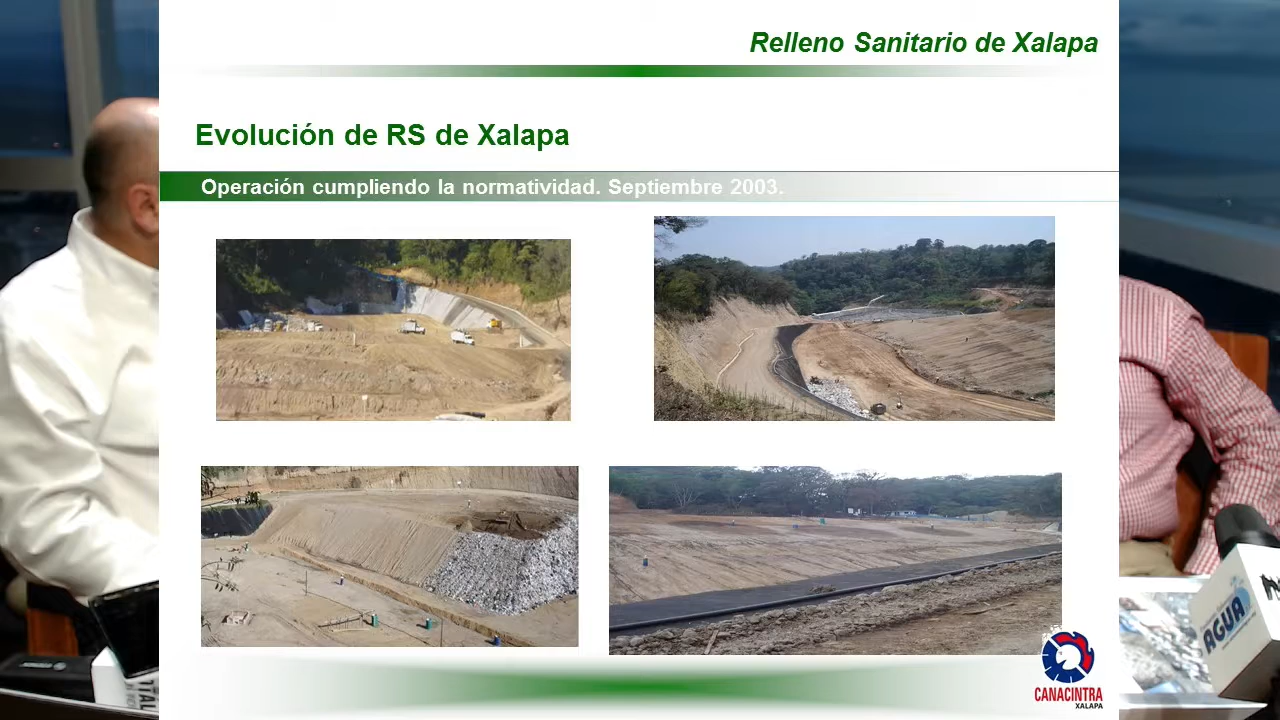 Relleno Sanitario de Xalapa
Evolución de RS de Xalapa
Operación cumpliendo la normatividad. Septiembre 2003.
CANACINTRA
XALAPA
AGUA